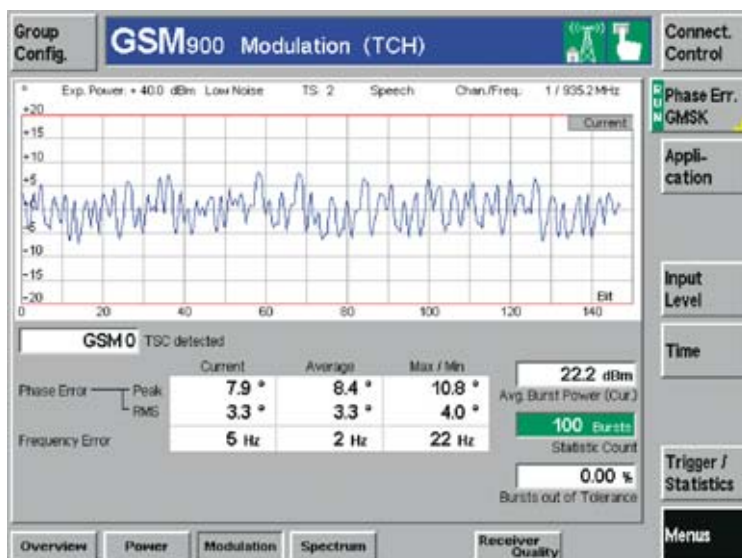 Group Config.
GSM900 Modulation (TCH)
Connect. Control
° Exp. Power: + 40.0 dBm Low Noise TS: 2 Speech Chan./Freq.: 1 / 935.2 MHz
RUN
Phase Err. GMSK
Current
+20
+15
+10
+5
+0
-5
-10
-15
-20
Bit
0 20 40 60 80 100 120 140
Appli-
cation
Input Level
Time
GSM 0 TSC detected
Current Average Max / Min
Phase Error Peak 7.9 ° 8.4 ° 10.8 °
RMS 3.3 ° 3.3 ° 4.0 °
Frequency Error 5 Hz 2 Hz 22 Hz
22.2 dBm
Avg. Burst Power (Cur.)
100 Bursts
Statistic Count
0.00 %
Bursts out of Tolerance
Trigger / Statistics
Overview Power Modulation Spectrum Receiver Quality Menus